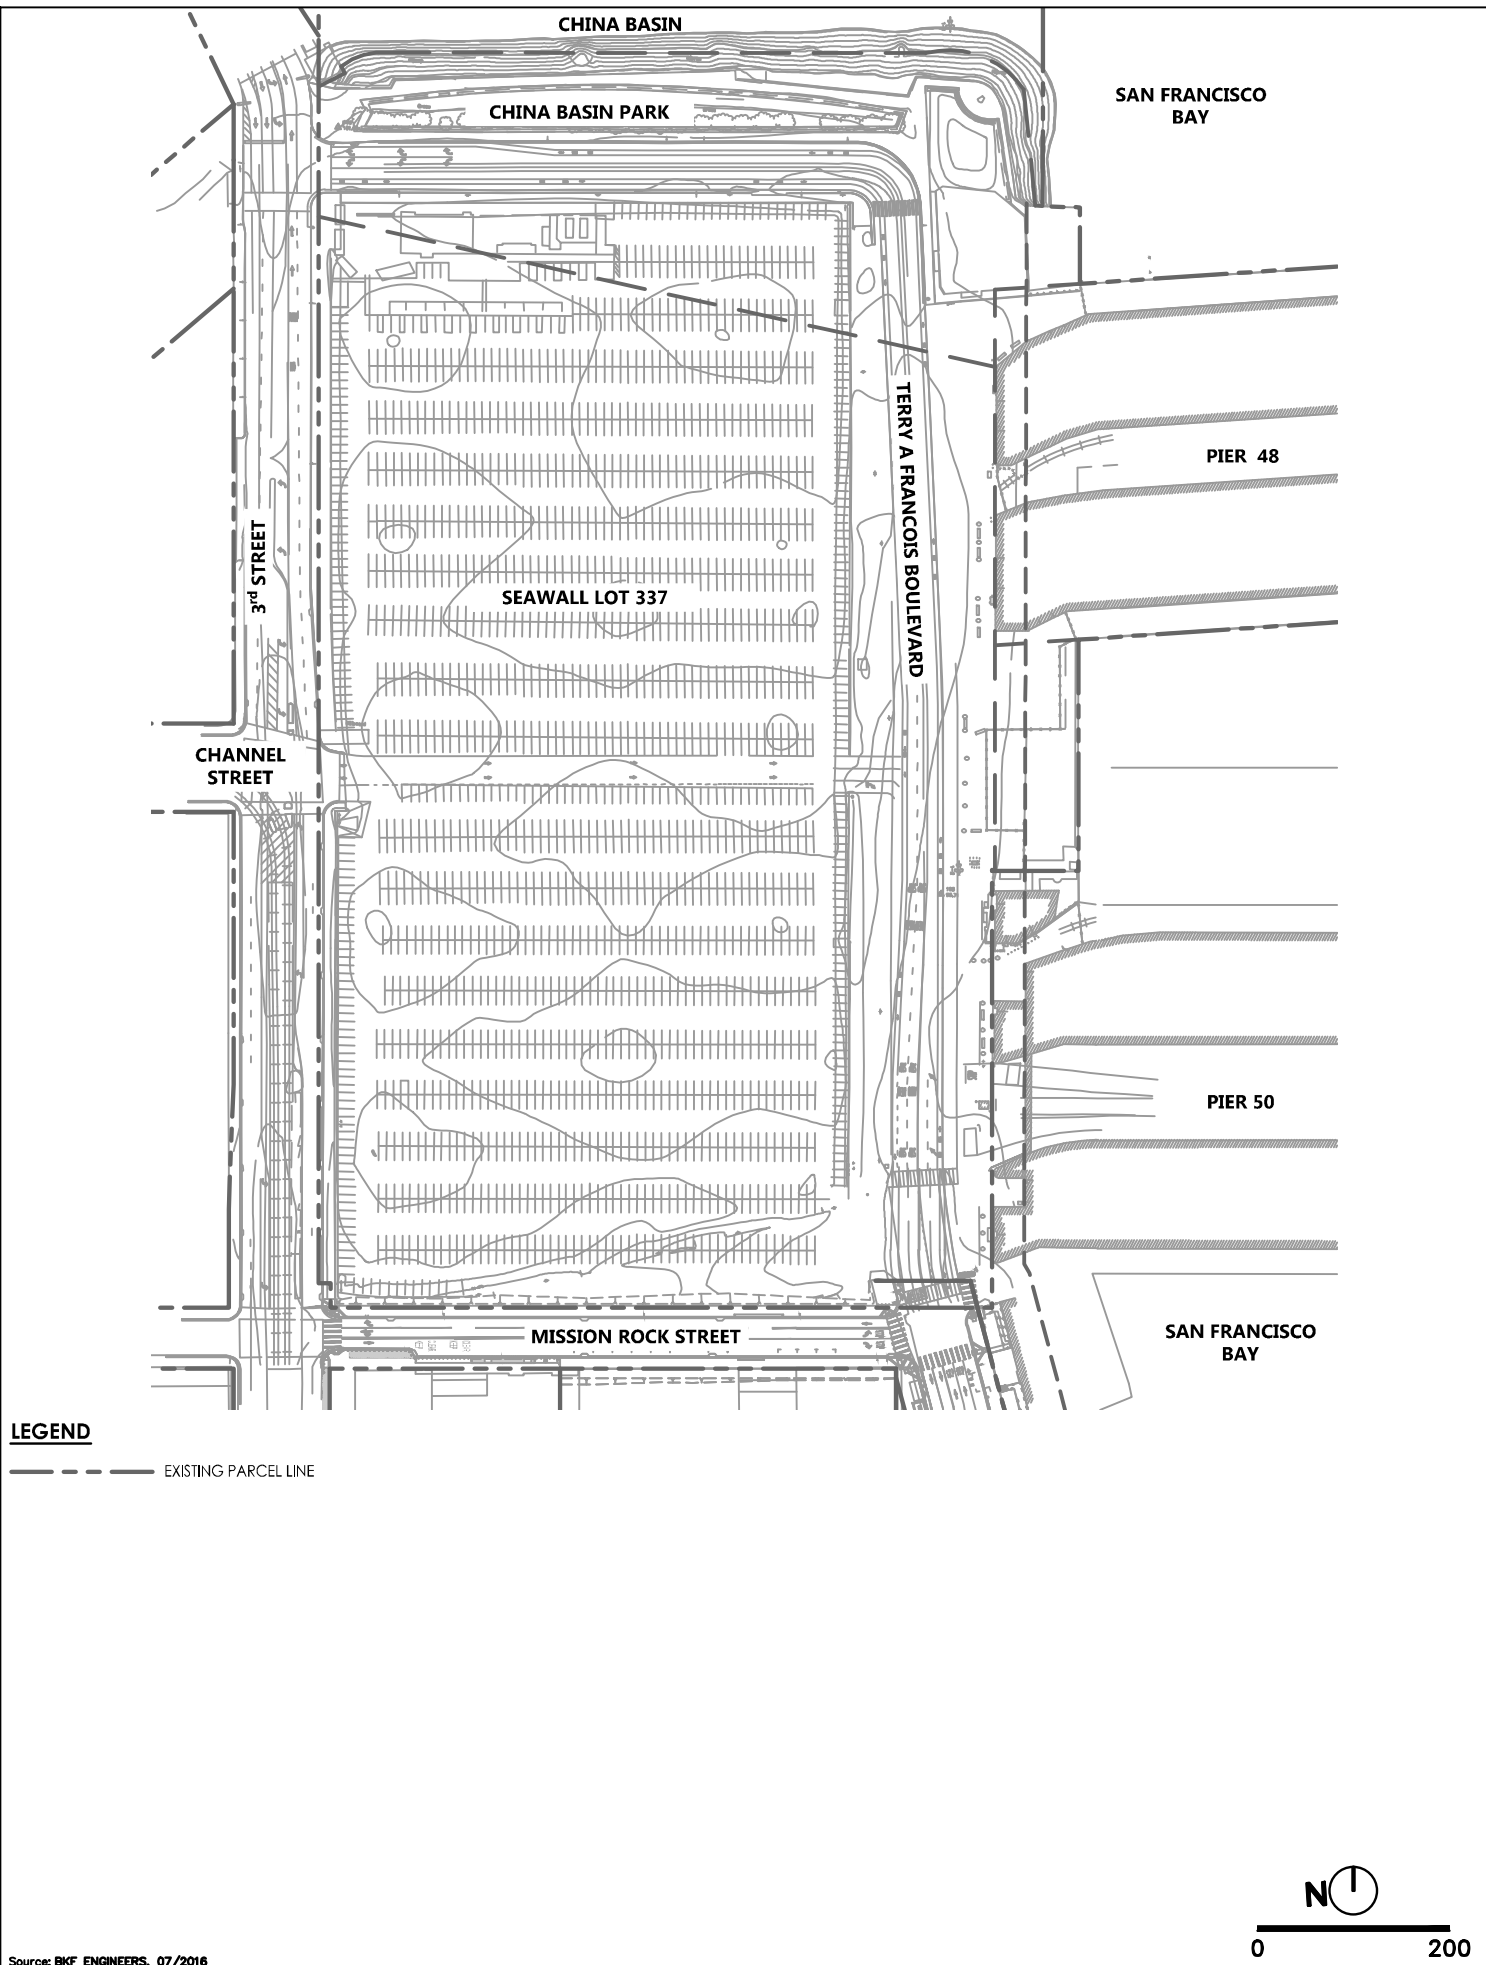 CHINA BASIN
SAN FRANCISCO
BAY
CHINA BASIN PARK
TERRY A FRANCOIS BOULEVARD
PIER 48
3rd STREET
SEAWALL LOT 337
CHANNEL
STREET
PIER 50
MISSION ROCK STREET
SAN FRANCISCO
BAY
LEGEND
EXISTING PARCEL LINE
N
0 200
Source: BKF ENGINEERS, 07/2016